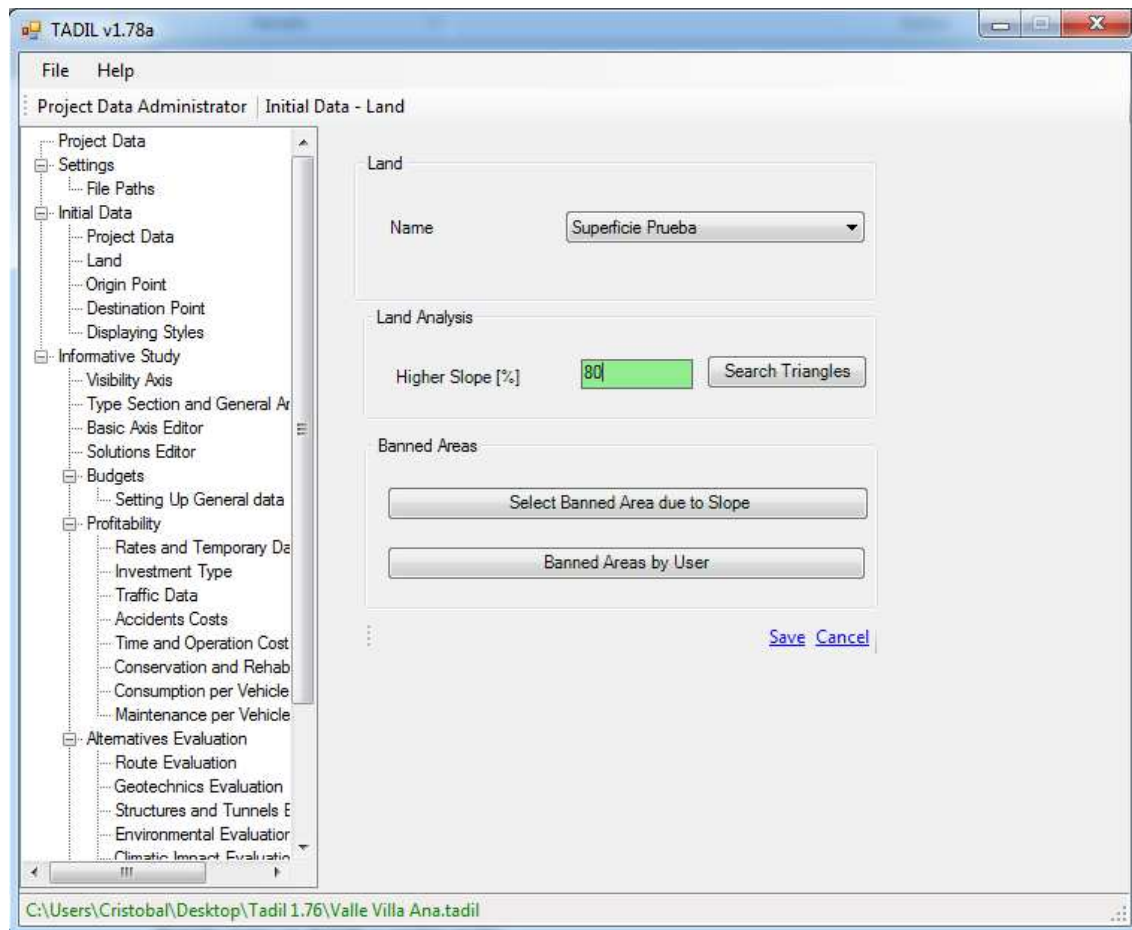 TADIL v1.78a
File Help
Project Data Administrator Initial Data - Land
Project Data
Settings
File Paths
Initial Data
Project Data
Land
Origin Point
Destination Point
Displaying Styles
Informative Study
Visibility Axis
Type Section and General Ar
Basic Axis Editor
Solutions Editor
Budgets
Setting Up General data
Profitability
Rates and Temporary Da
Investment Type
Traffic Data
Accidents Costs
Time and Operation Cost
Conservation and Rehab
Consumption per Vehicle
Maintenance per Vehicle
Alternatives Evaluation
Route Evaluation
Geotechnics Evaluation
Structures and Tunnels E
Environmental Evaluation
Climatic Impact Evaluatio
Land
Name Superficie Prueba
Land Analysis
Higher Slope [%] 80 Search Triangles
Banned Areas
Select Banned Area due to Slope
Banned Areas by User
Save Cancel
C:\Users\Cristobal\Desktop\Tadil 1.76\Valle Villa Ana.tadil